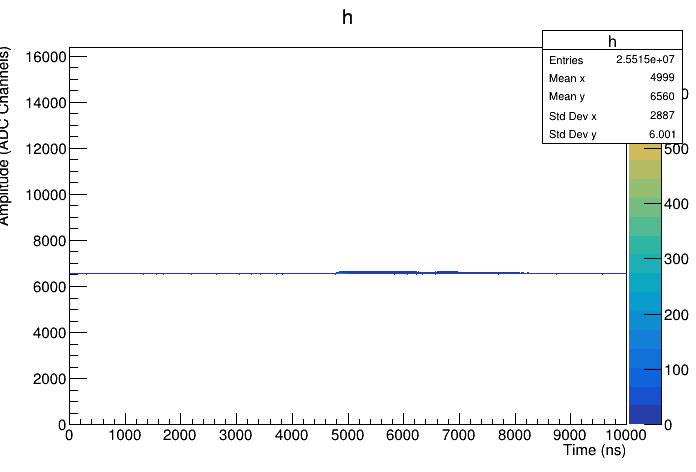 h
h
Entries 2.5515e+07
Mean x 4999
Mean y 6560
Std Dev x 2887
Std Dev y 6.001
Amplitude (ADC Channels)
16000
14000
12000
10000
8000
6000
4000
2000
0
0 1000 2000 3000 4000 5000 6000 7000 8000 9000 10000
Time (ns)
500
400
300
200
100
0